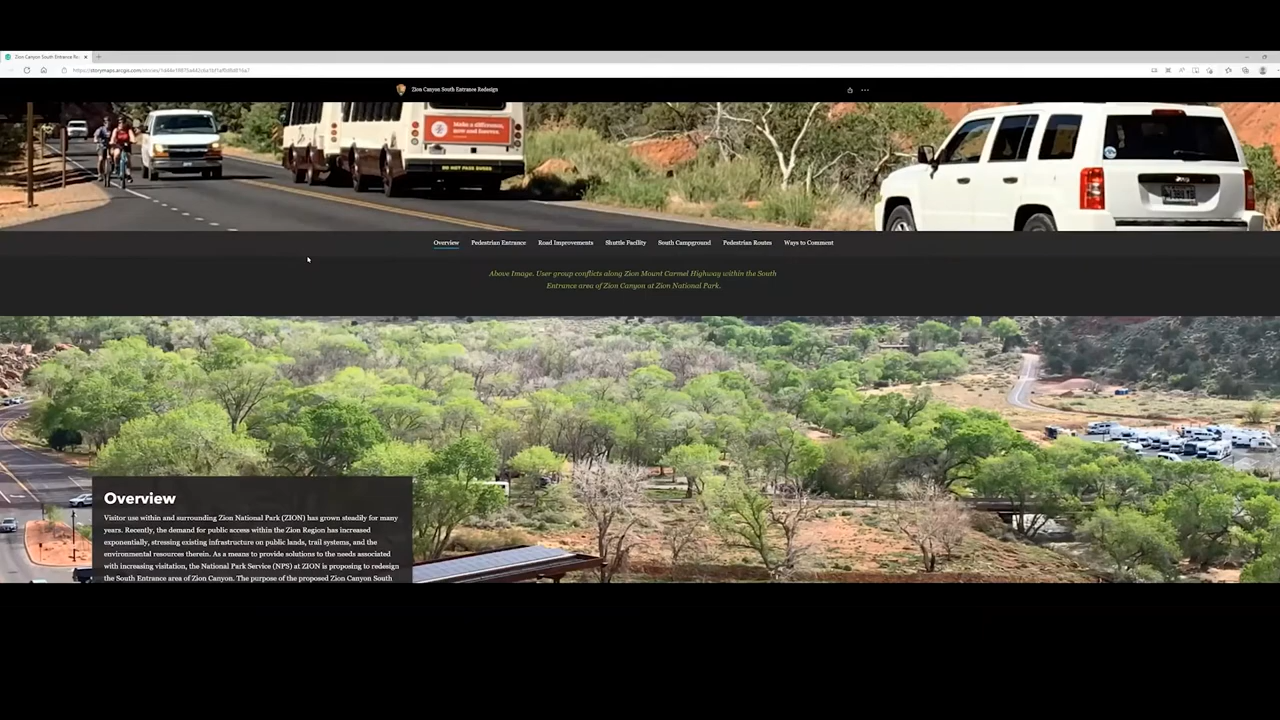 Zion Canyon South Entrance Re
Zion Canyon South Entrance Redesign
Make a difference,
DO NOT PASS BUSES
Jeep
Overview
Pedestrian Entrance
Road Improvements
Shuttle Facility
South Campground
Pedestrian Routes
Ways to Comment
Above Image. User group conflicts along Zion Mount Carmel Highway within the South
Entrance area of Zion Canyon at Zion National Park.
Overview
Visitor use within and surrounding Zion National Park (ZION) has grown steadily for many
years. Recently, the demand for public access within the Zion Region has increased
exponentially, stressing existing infrastructure on public lands, trail systems, and the
environmental resources therein. As a means to provide solutions to the needs associated
with increasing visitation, the National Park Service (NPS) at ZION is proposing to redesign
the South Entrance area of Zion Canyon. The purpose of the proposed Zion Canyon South